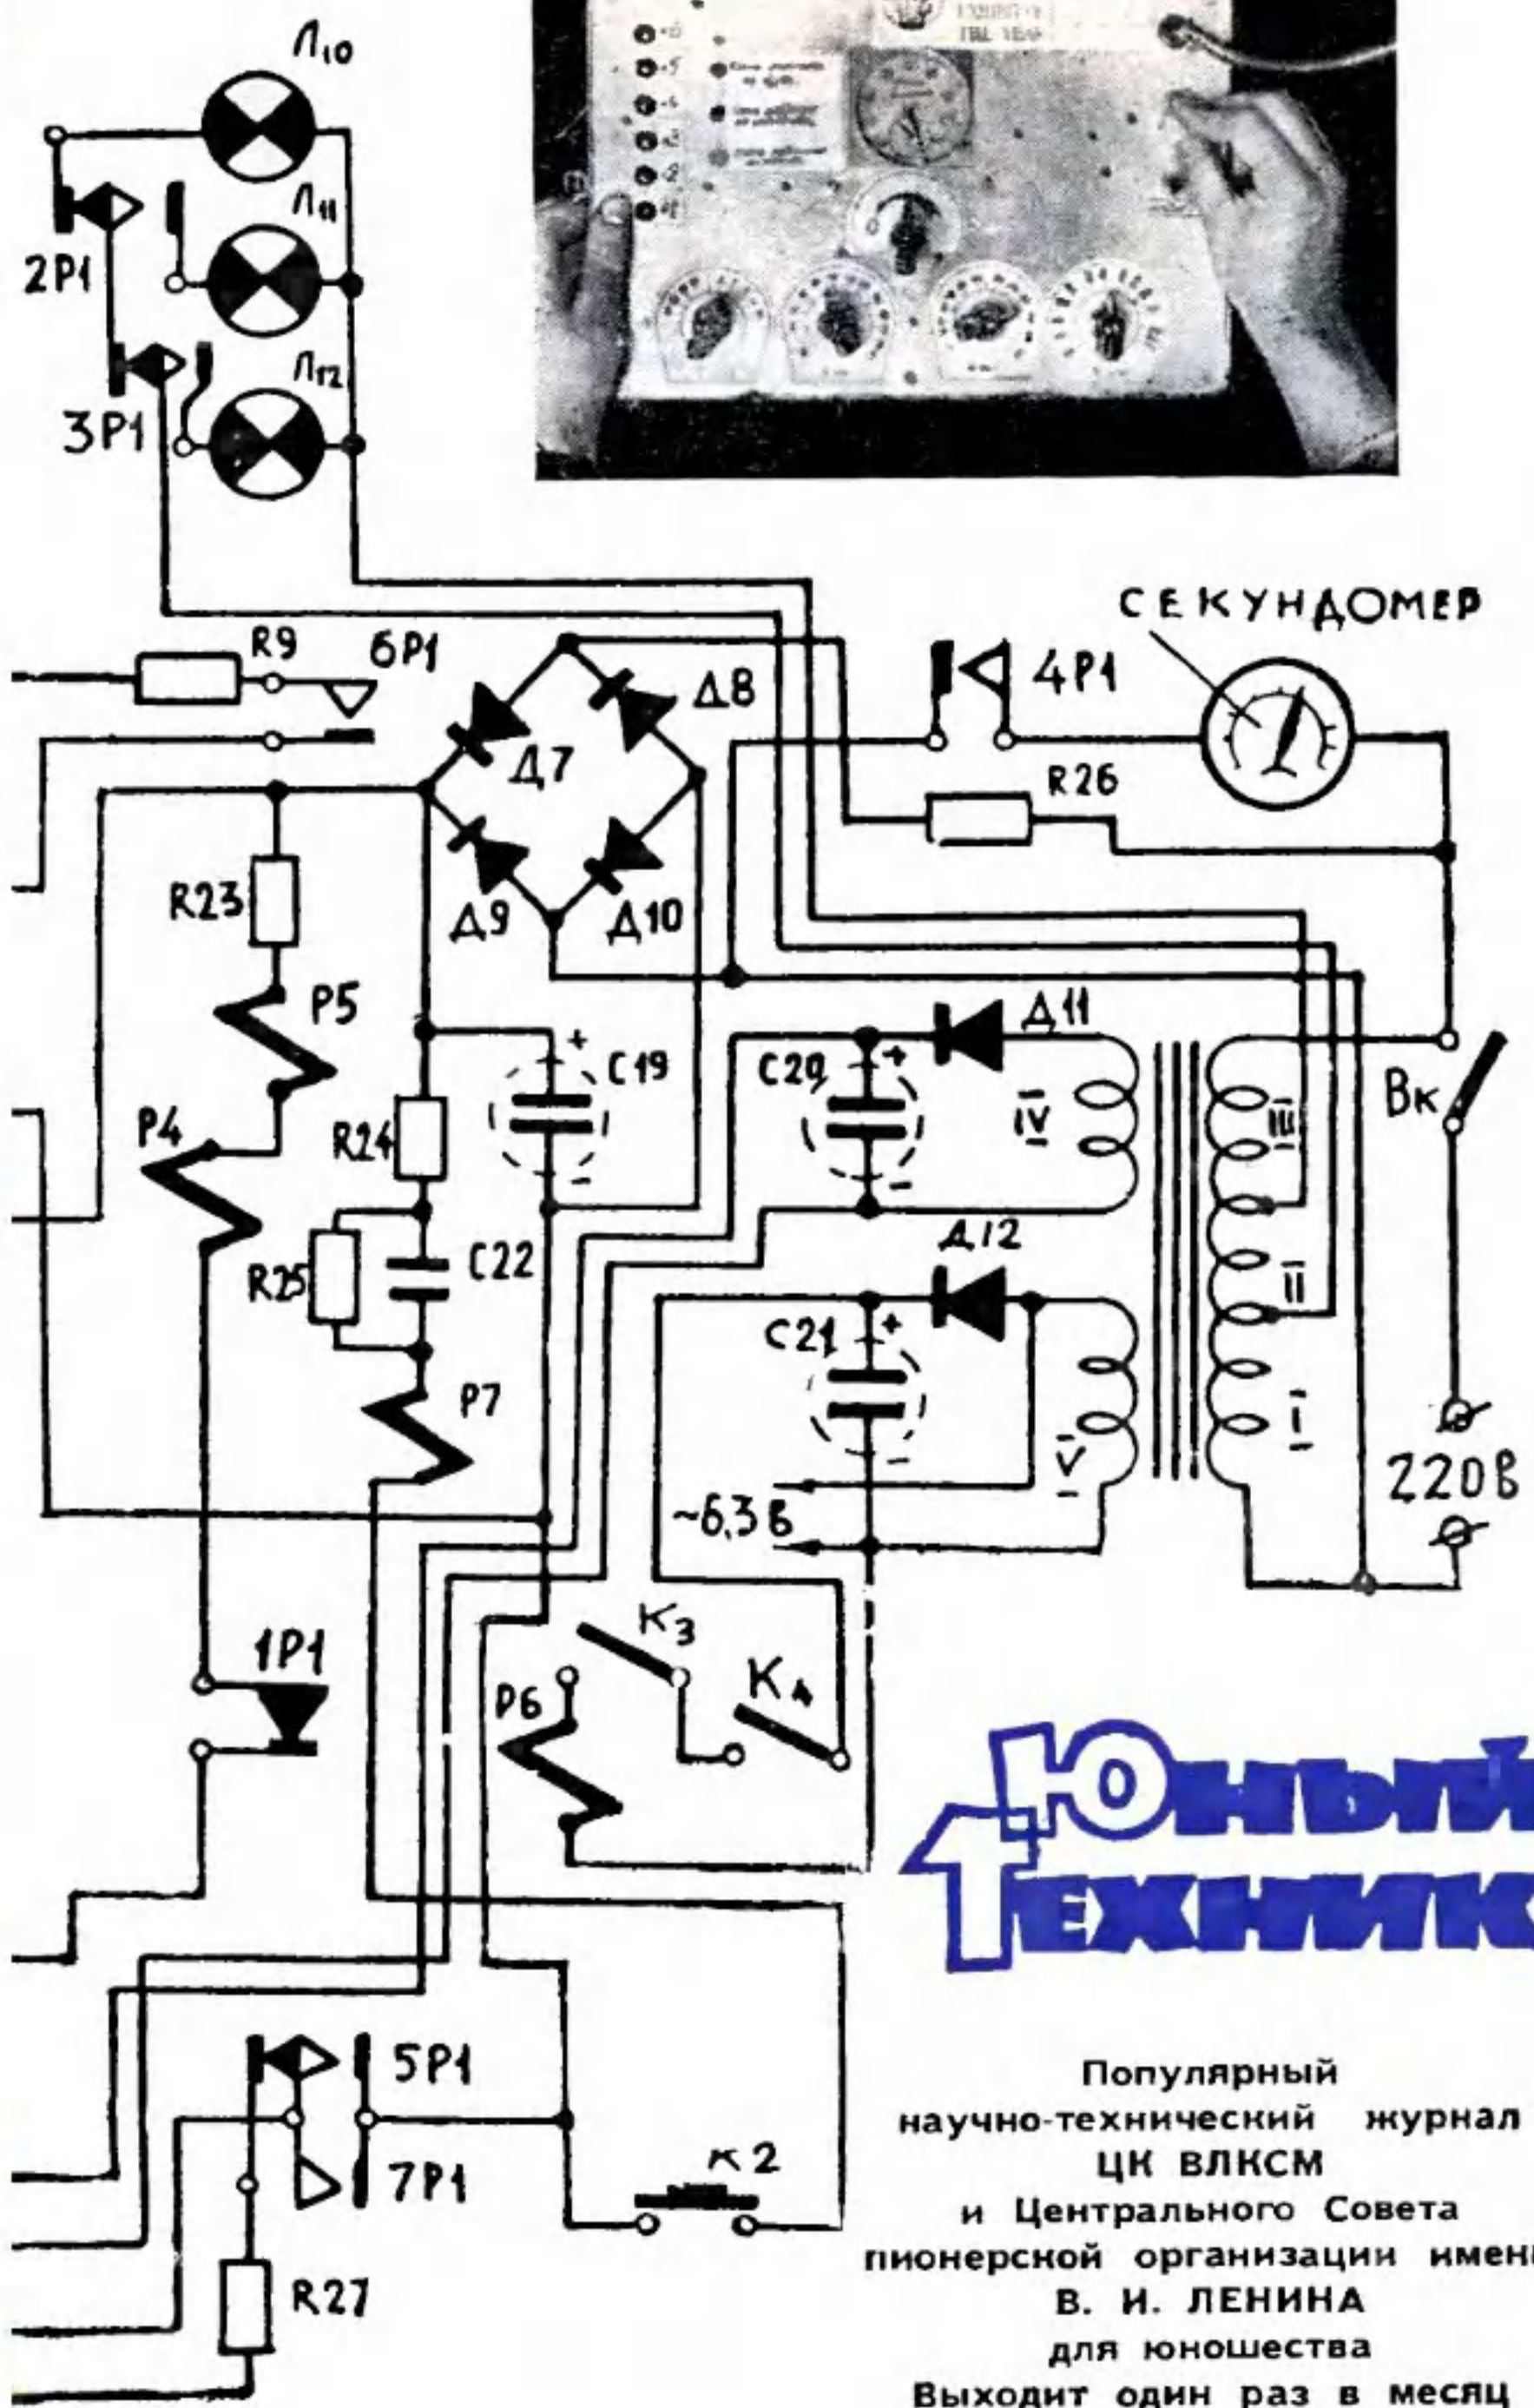 Л10
Л11
2Р1
Л12
3Р1
СЕКУНДОМЕР
R9
6Р1
4Р1
Д8
Д7
R26
R23
Д9
Д10
Р5
Д11
С19
С20
Вк
IV
III
Р4
R24
Д12
R25
С22
II
С21
Р7
I
V
220В
~6.3В
К3
1Р1
К4
Р6
ЮНЫЙ
ТЕХНИК
5Р1
К2
7Р1
R27
Популярный
научно-технический журнал
ЦК ВЛКСМ
и Центрального Совета
пионерской организации имени
В. И. ЛЕНИНА
для юношества
Выходит один раз в месяц